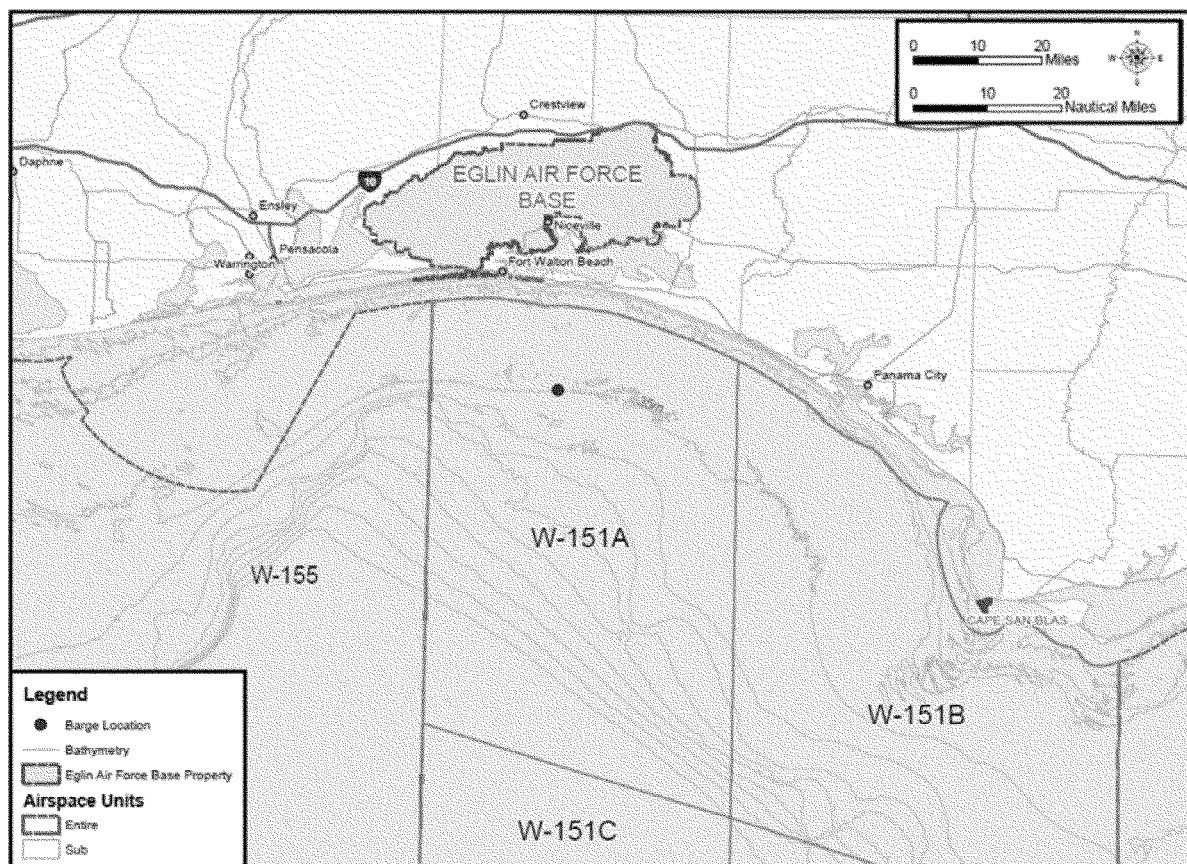 0 10 20
Miles
N
W E
S
0 10 20
Nautical Miles
Crestview
Daphne
10
EGLIN AIR FORCE
BASE
Ensley
Niceville
Pensacola
Warrington
Fort Walton Beach
Panama City
W-151A
W-155
CAPE SAN BLAS
W-151B
W-151C
Legend
Barge Location
Bathymetry
Eglin Air Force Base Property
Airspace Units
Entire
Sub